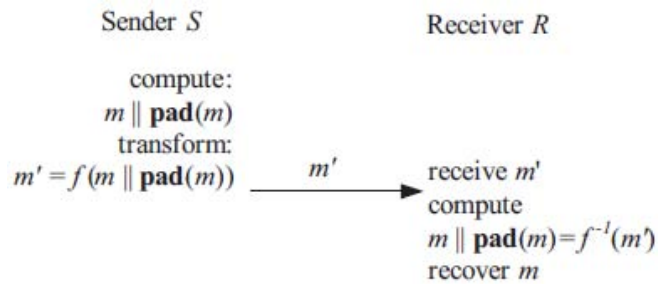 Sender S
Receiver R
compute:
m || pad(m)
transform:
m' = f(m || pad(m))
m'
receive m'
compute
m || pad(m)=f⁻¹(m')
recover m